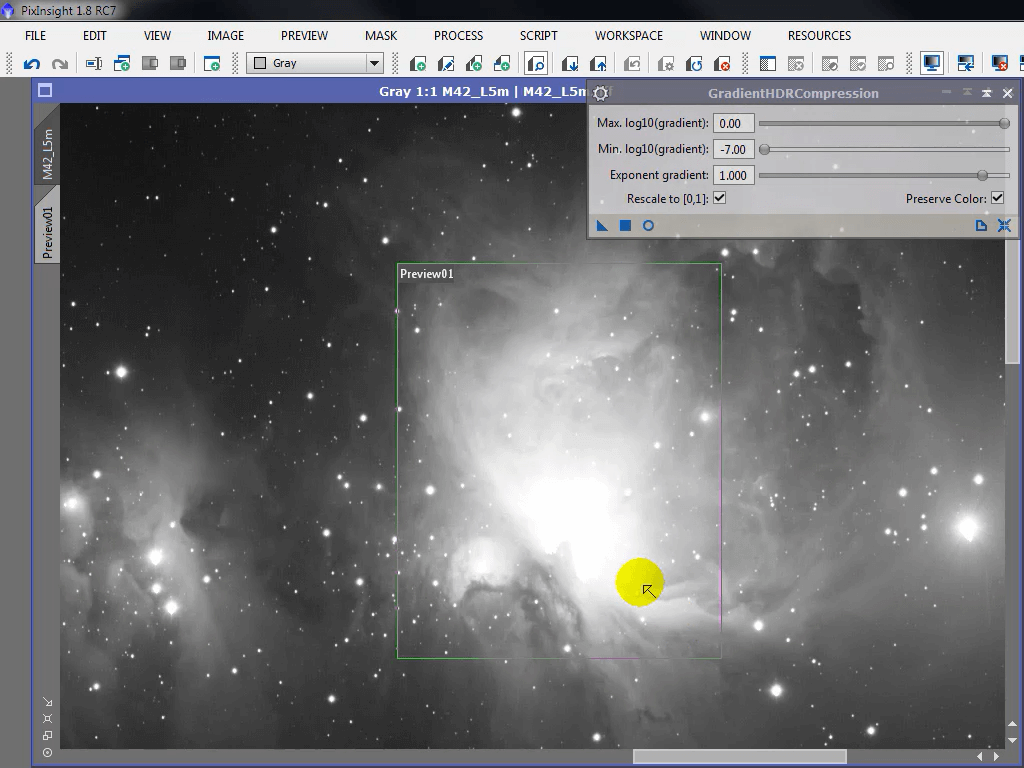 PixInsight 1.8 RC7
FILE EDIT VIEW IMAGE PREVIEW MASK PROCESS SCRIPT WORKSPACE WINDOW RESOURCES
Gray
Gray 1:1 M42_L5m | M42_L5m
GradientHDRCompression
Max. log10(gradient): 0.00
Min. log10(gradient): -7.00
Exponent gradient: 1.000
Rescale to [0,1]: Preserve Color:
M42_L5m
Preview01
Preview01